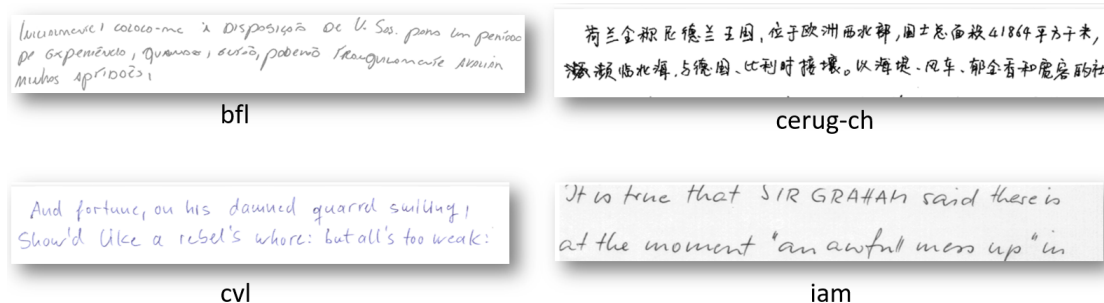 Inicialmente, coloco-me à disposição de V. Sas. para um período
de experiência, quando, então, poderão tranquilamente avaliar
minhas aptidões.
bfl
荷兰全称尼德兰王国,位于欧洲西北部,国土总面积41864平方千米,
濒临北海,与德国、比利时接壤。以海堤、风车、郁金香和宽容的社
cerug-ch
And fortune, on his damned quarrel smiling,
Show'd like a rebel's whore: but all's too weak:
cvl
It is true that SIR GRAHAM said there is
at the moment "an awful mess up" in
iam